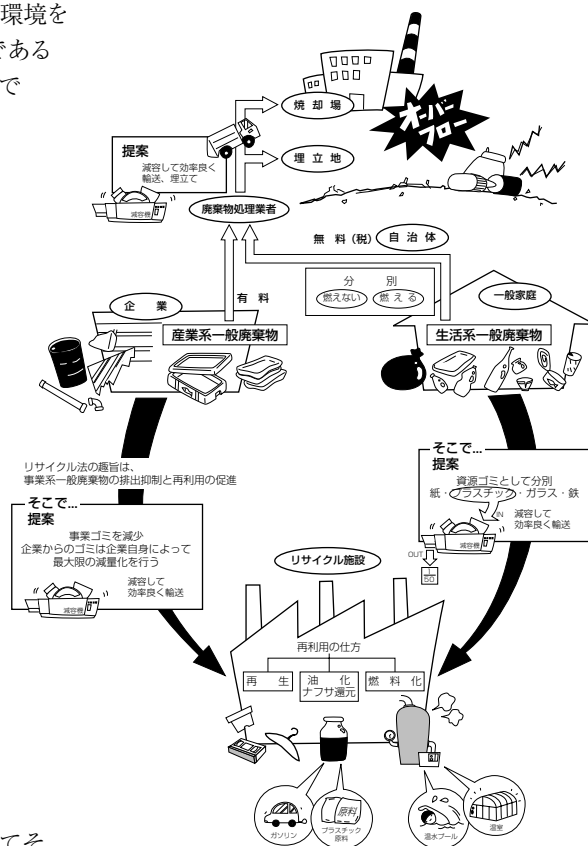 環境を
である
で
焼却場
オーバー
フロー
埋立地
提案
減容して効率良く
輸送、埋立て
減容機
廃棄物処理業者
無料(税)
自治体
分別
燃えない
燃える
企業
有料
産業系一般廃棄物
一般家庭
生活系一般廃棄物
リサイクル法の趣旨は、
事業系一般廃棄物の排出抑制と再利用の促進
そこで...
提案
事業ゴミを減少
企業からのゴミは企業自身によって
最大限の減量化を行う
減容して
効率良く輸送
減容機
そこで...
提案
資源ゴミとして分別
紙・プラスチック・ガラス・鉄
IN
減容して
効率良く輸送
減容機
OUT
1
50
リサイクル施設
再利用の仕方
再生
油化
ナフサ還元
燃料化
ガソリン
原料
プラスチック
原料
温水プール
温室
てそ